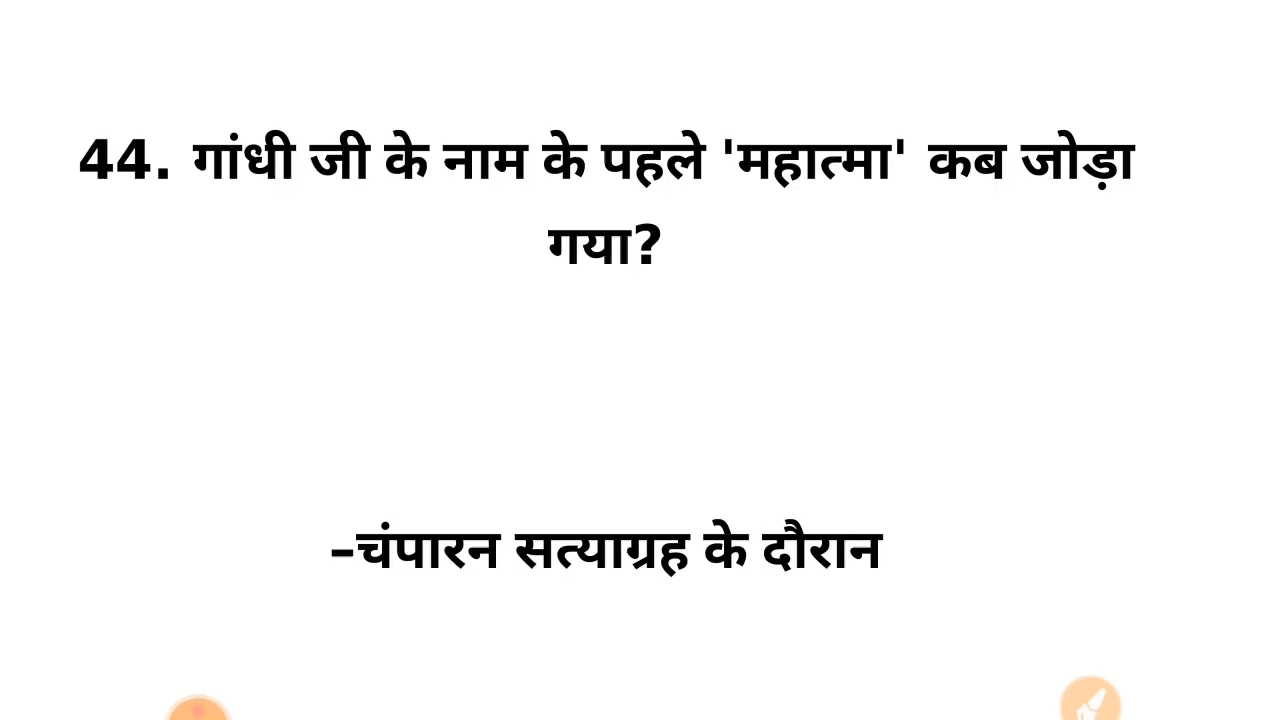 44. गांधी जी के नाम के पहले 'महात्मा' कब जोड़ा
गया?
–चंपारन सत्याग्रह के दौरान